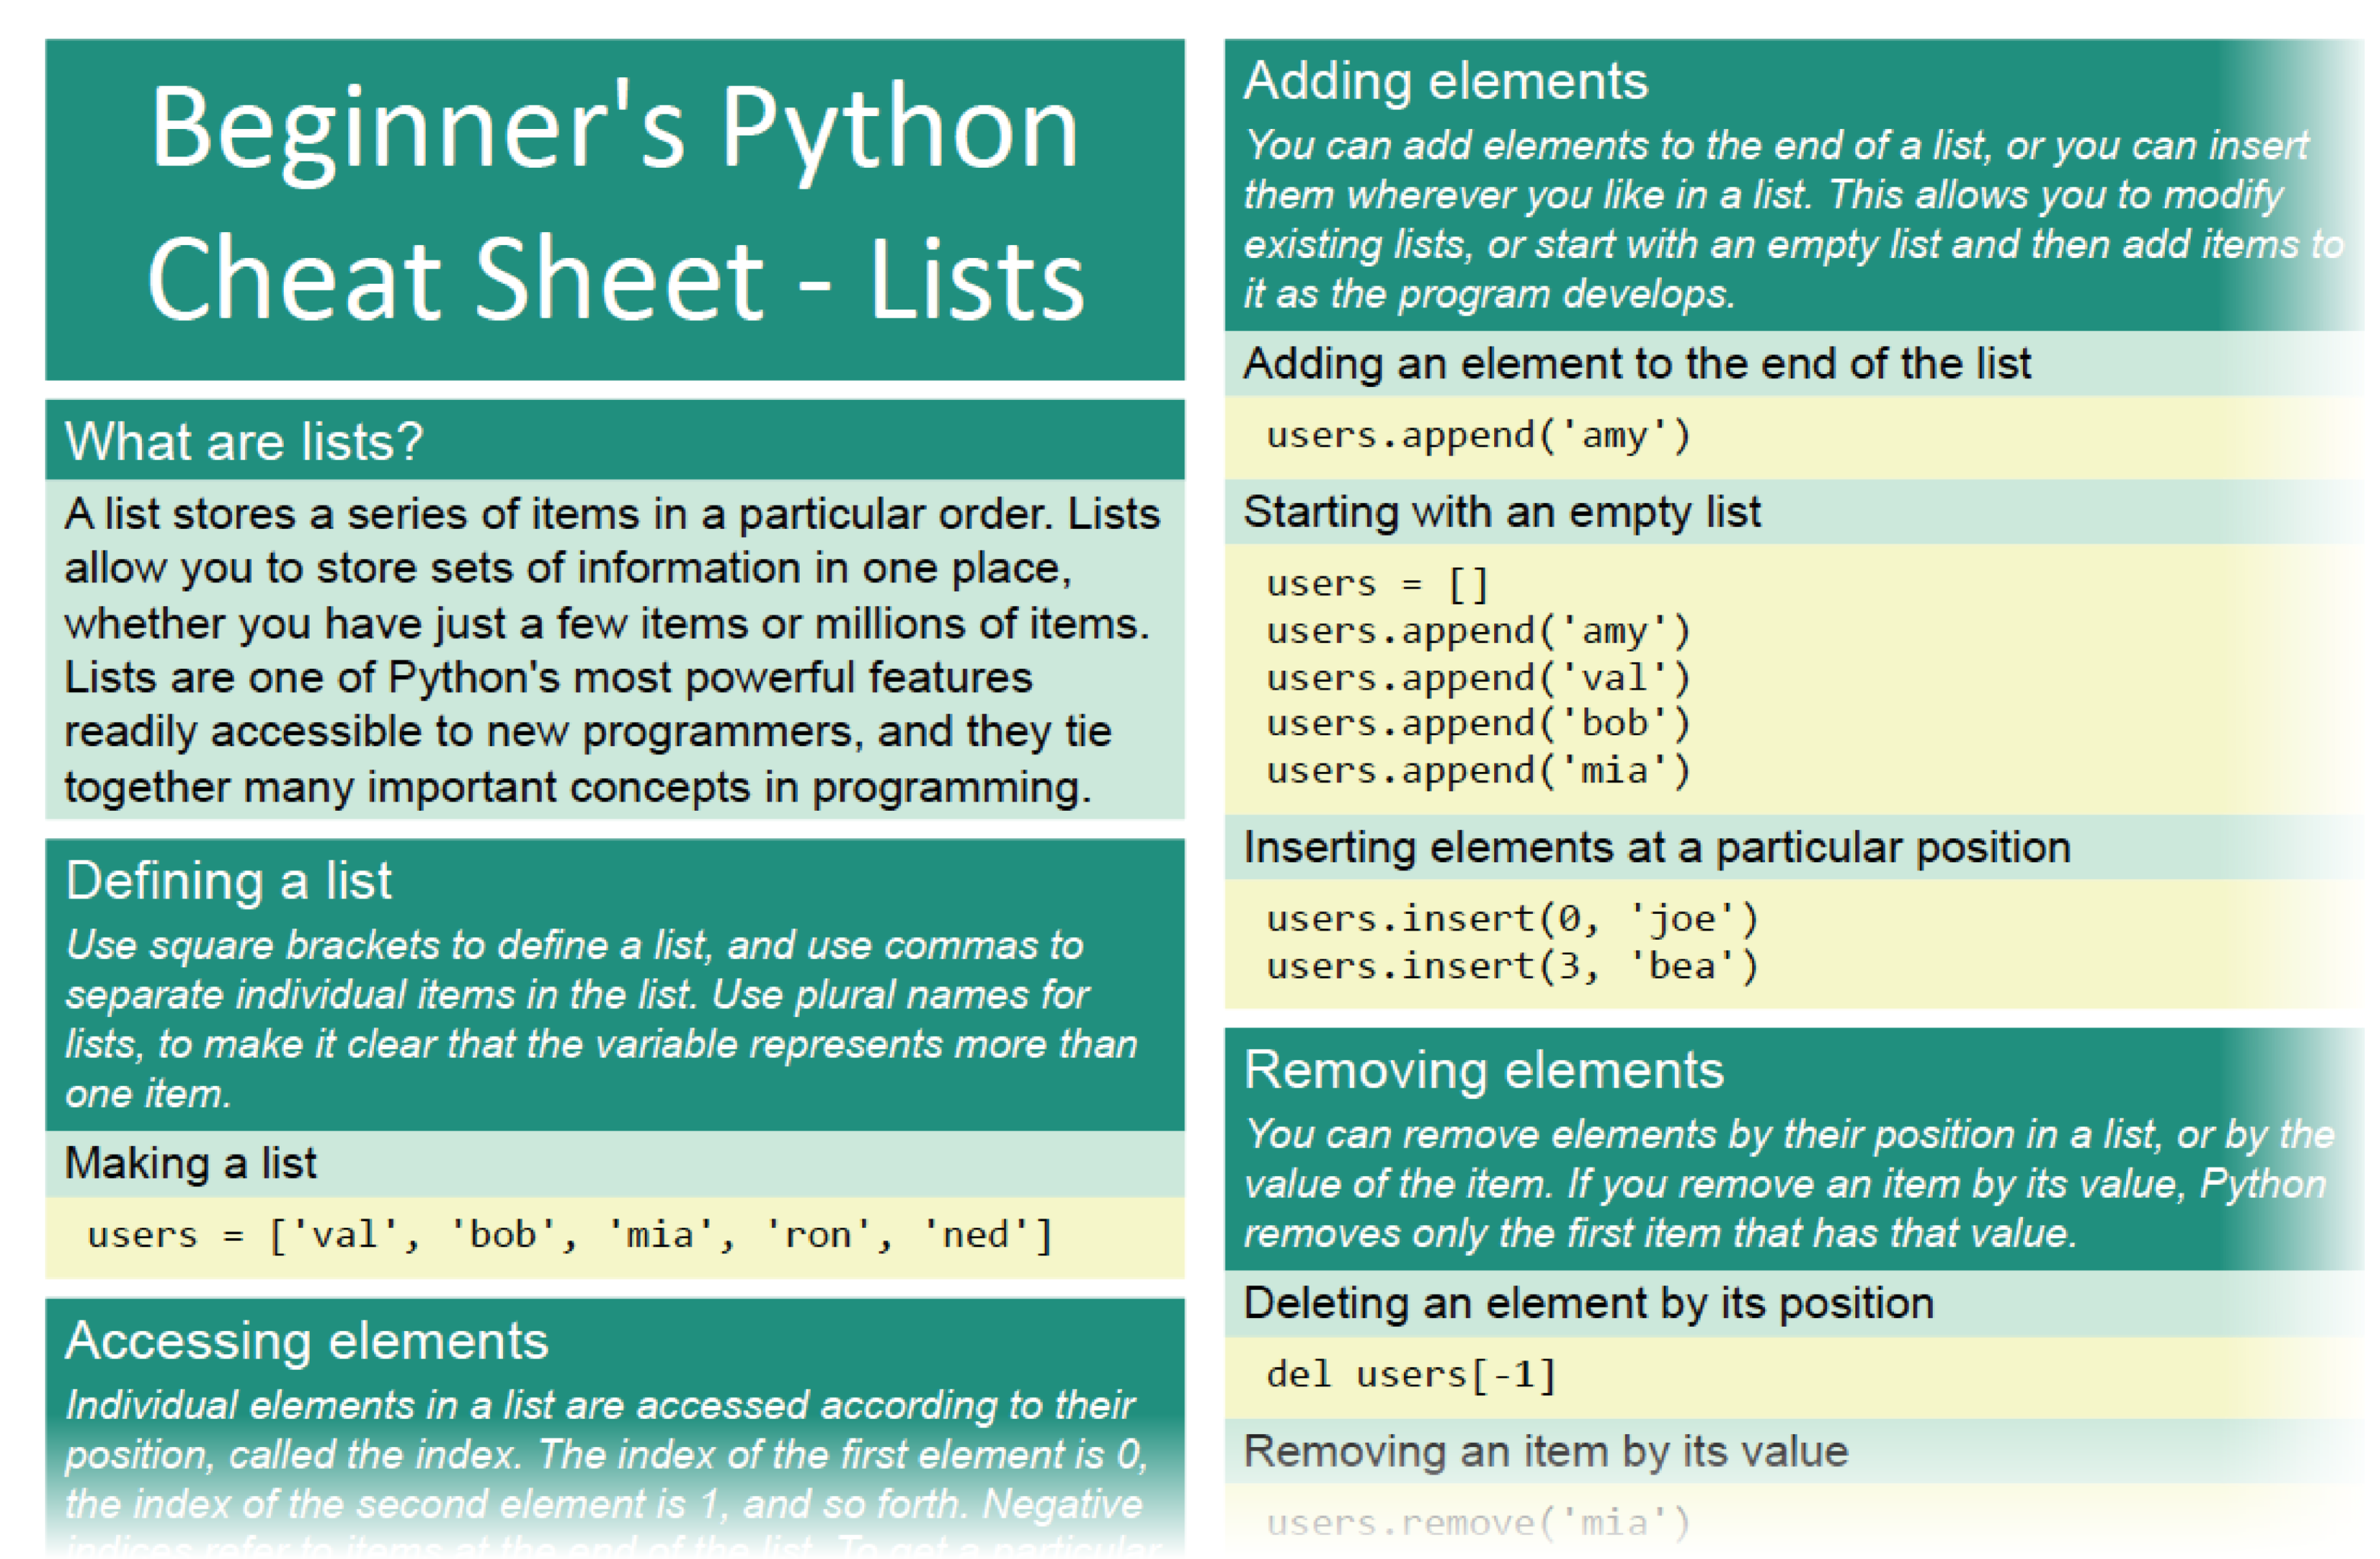 Beginner's Python
Cheat Sheet - Lists
What are lists?
A list stores a series of items in a particular order. Lists
allow you to store sets of information in one place,
whether you have just a few items or millions of items.
Lists are one of Python's most powerful features
readily accessible to new programmers, and they tie
together many important concepts in programming.
Defining a list
Use square brackets to define a list, and use commas to
separate individual items in the list. Use plural names for
lists, to make it clear that the variable represents more than
one item.
Making a list
users = ['val', 'bob', 'mia', 'ron', 'ned']
Accessing elements
Individual elements in a list are accessed according to their
position, called the index. The index of the first element is 0,
the index of the second element is 1, and so forth. Negative
indices refer to items at the end of the list. To get a particular
Adding elements
You can add elements to the end of a list, or you can insert
them wherever you like in a list. This allows you to modify
existing lists, or start with an empty list and then add items to
it as the program develops.
Adding an element to the end of the list
users.append('amy')
Starting with an empty list
users = []
users.append('amy')
users.append('val')
users.append('bob')
users.append('mia')
Inserting elements at a particular position
users.insert(0, 'joe')
users.insert(3, 'bea')
Removing elements
You can remove elements by their position in a list, or by the
value of the item. If you remove an item by its value, Python
removes only the first item that has that value.
Deleting an element by its position
del users[-1]
Removing an item by its value
users.remove('mia')